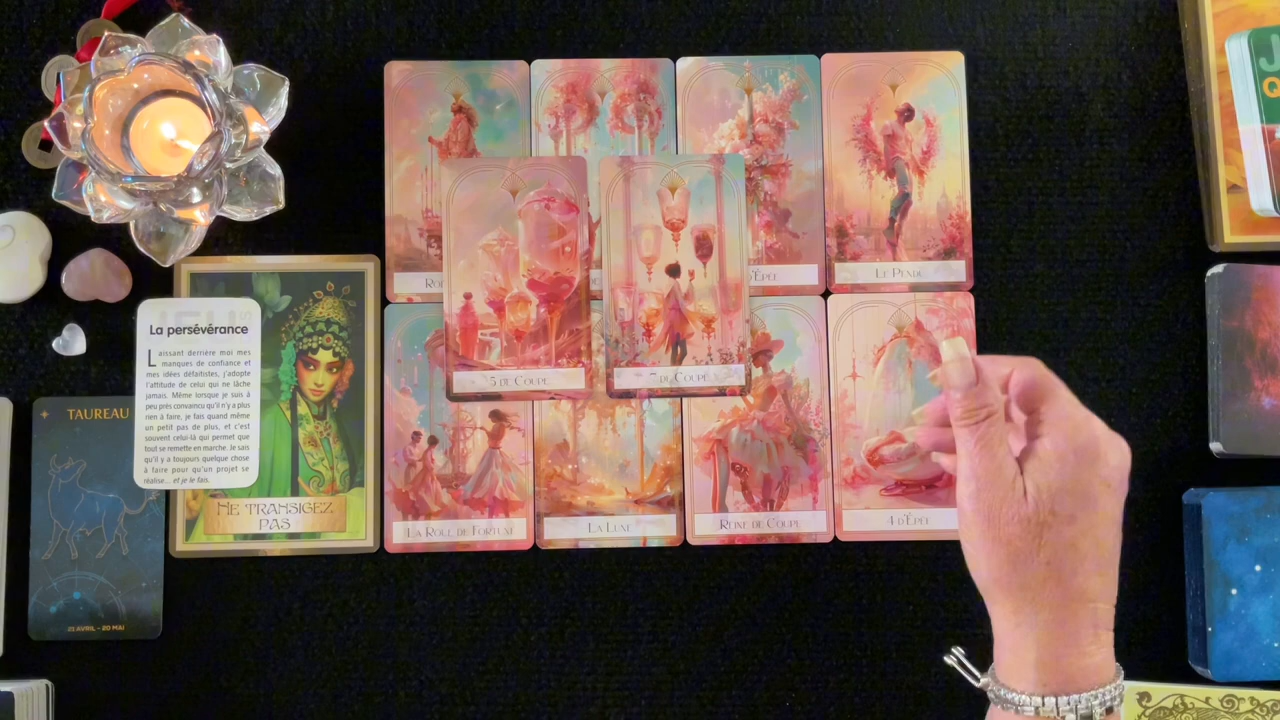 La persévérance
Laissant derrière moi mes
manques de confiance et
mes idées défaitistes, j'adopte
l'attitude de celui qui ne lâche
jamais. Même lorsque je suis à
peu près convaincu qu'il n'y a plus
rien à faire, je fais quand même
un petit pas de plus, et c'est
souvent celui-là qui permet que
tout se remette en marche. Je sais
qu'il y a toujours quelque chose
à faire pour qu'un projet se
réalise... et je le fais.
TAUREAU
21 AVRIL - 20 MAI
NE TRANSIGEZ
PAS
D'ÉPÉE
LE PENDU
5 DE COUPE
7 DE COUPE
LA ROUE DE FORTUNE
LA LUNE
REINE DE COUPE
4 D'ÉPÉE